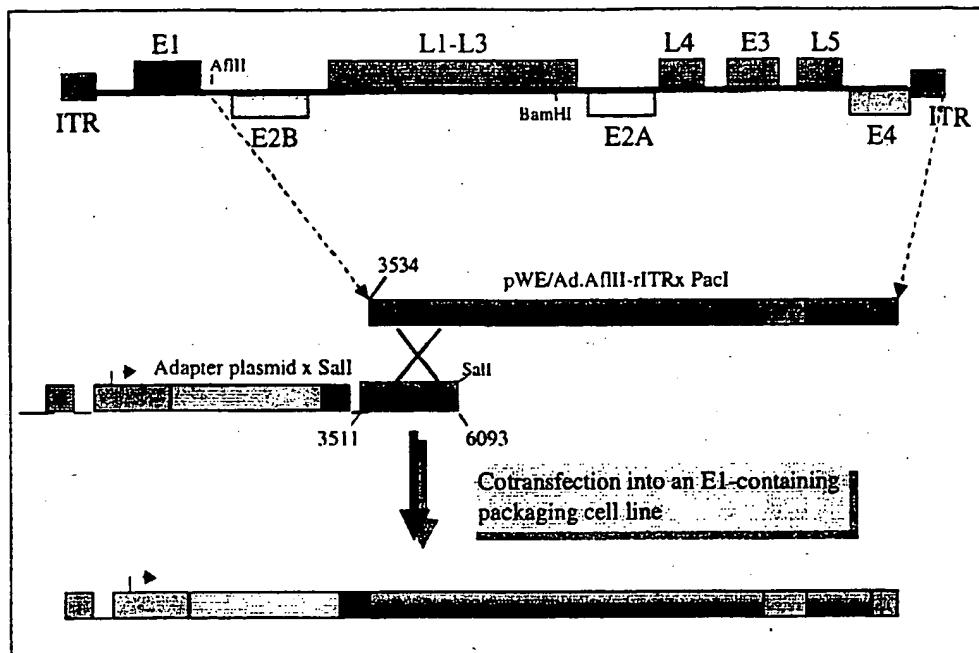 E1
AflII
L1-L3
L4
E3
L5
ITR
E2B
BamHI
E2A
E4
ITR
3534
pWE/Ad.AflII-rITRx PacI
Adapter plasmid x SalI
SalI
3511
6093
Cotransfection into an E1-containing
packaging cell line